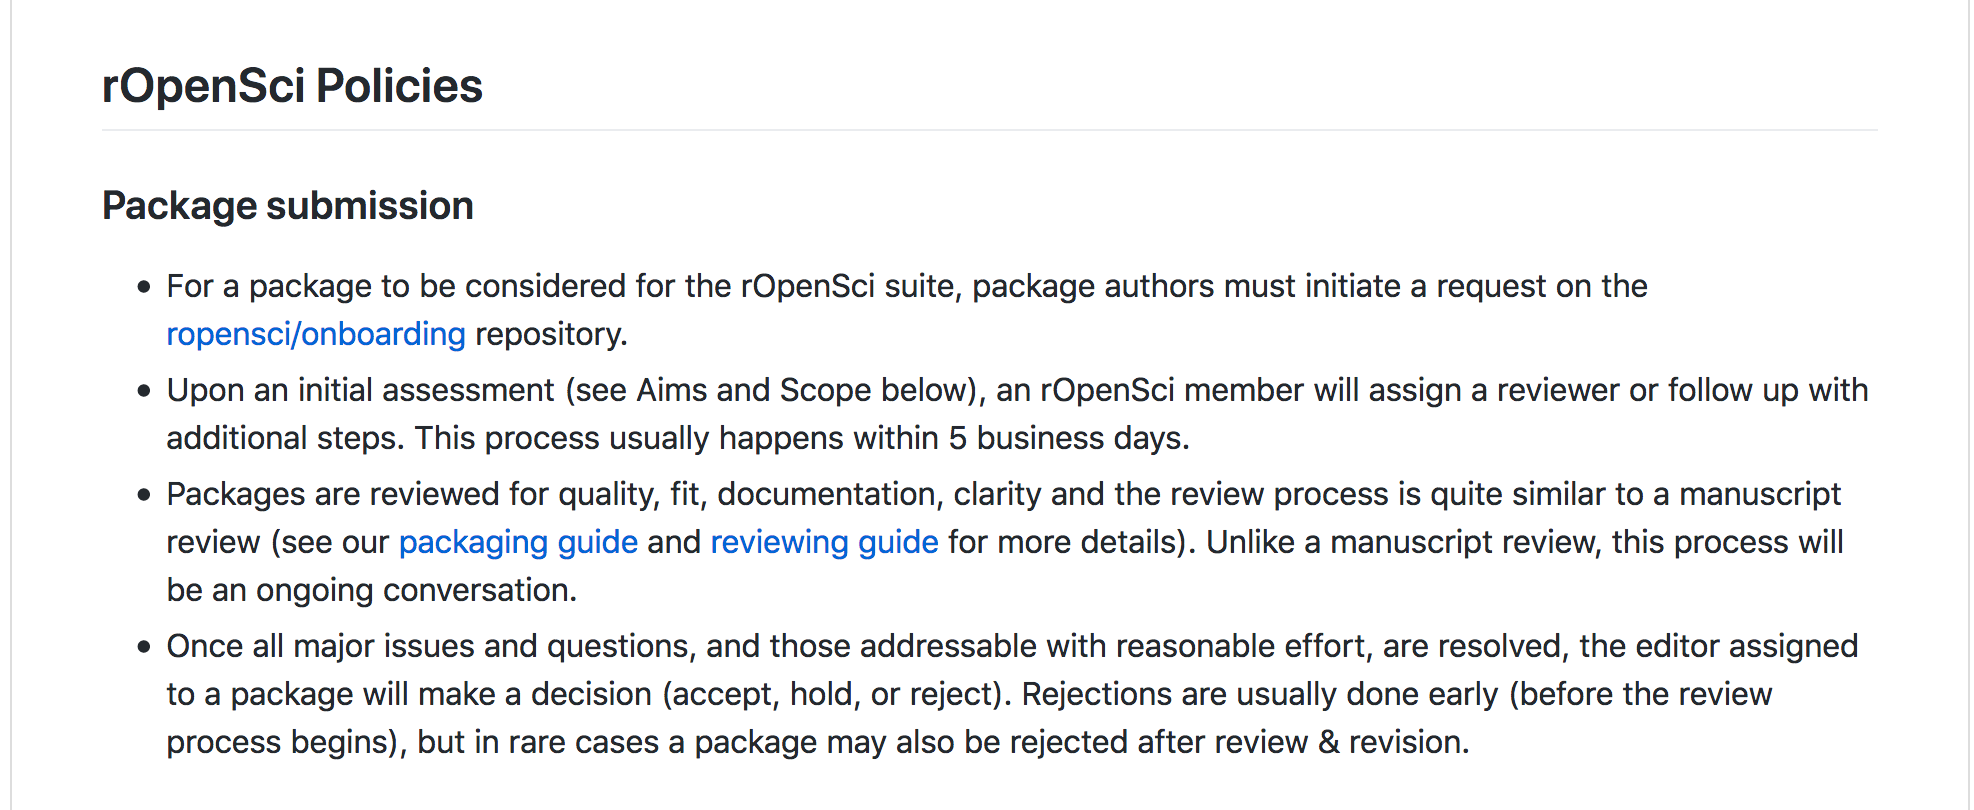 rOpenSci Policies
Package submission
• For a package to be considered for the rOpenSci suite, package authors must initiate a request on the
ropensci/onboarding repository.
• Upon an initial assessment (see Aims and Scope below), an rOpenSci member will assign a reviewer or follow up with
additional steps. This process usually happens within 5 business days.
• Packages are reviewed for quality, fit, documentation, clarity and the review process is quite similar to a manuscript
review (see our packaging guide and reviewing guide for more details). Unlike a manuscript review, this process will
be an ongoing conversation.
• Once all major issues and questions, and those addressable with reasonable effort, are resolved, the editor assigned
to a package will make a decision (accept, hold, or reject). Rejections are usually done early (before the review
process begins), but in rare cases a package may also be rejected after review & revision.